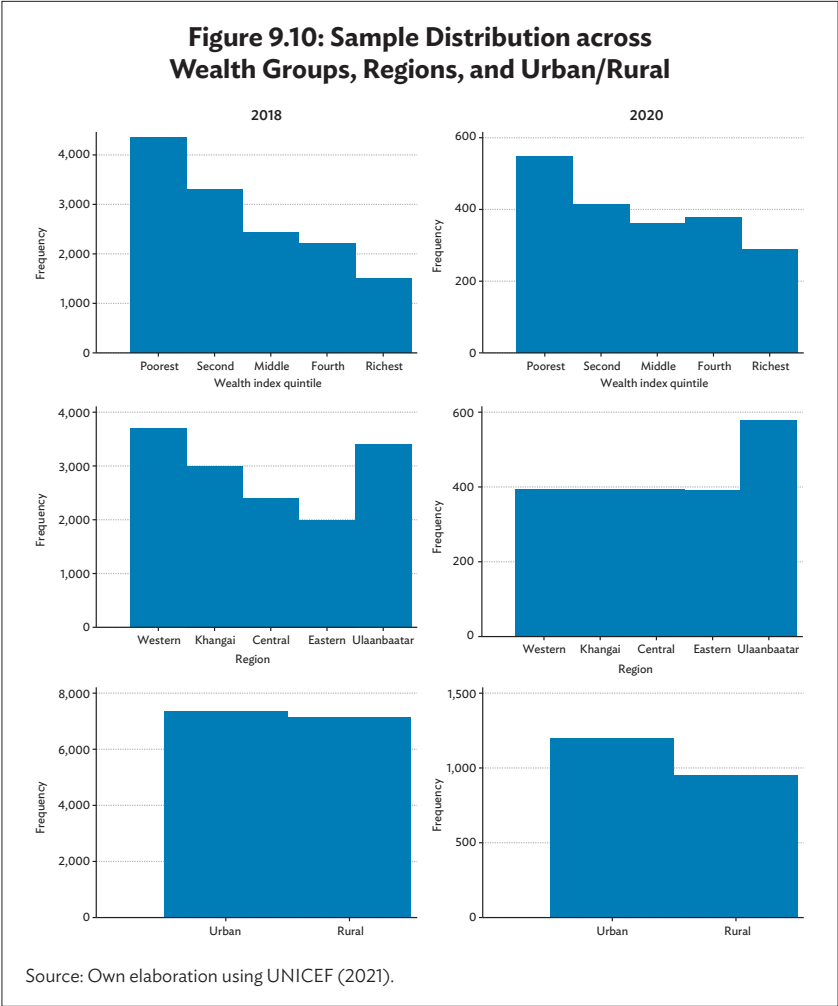 Figure 9.10: Sample Distribution across
Wealth Groups, Regions, and Urban/Rural
2018
4,000
3,000
2,000
1,000
0
Frequency
Poorest Second Middle Fourth Richest
Wealth index quintile
2020
600
400
200
0
Frequency
Poorest Second Middle Fourth Richest
Wealth index quintile
4,000
3,000
2,000
1,000
0
Frequency
Western Khangai Central Eastern Ulaanbaatar
Region
600
400
200
0
Frequency
Western Khangai Central Eastern Ulaanbaatar
Region
8,000
6,000
4,000
2,000
0
Frequency
Urban Rural
1,500
1,000
500
0
Frequency
Urban Rural
Source: Own elaboration using UNICEF (2021).